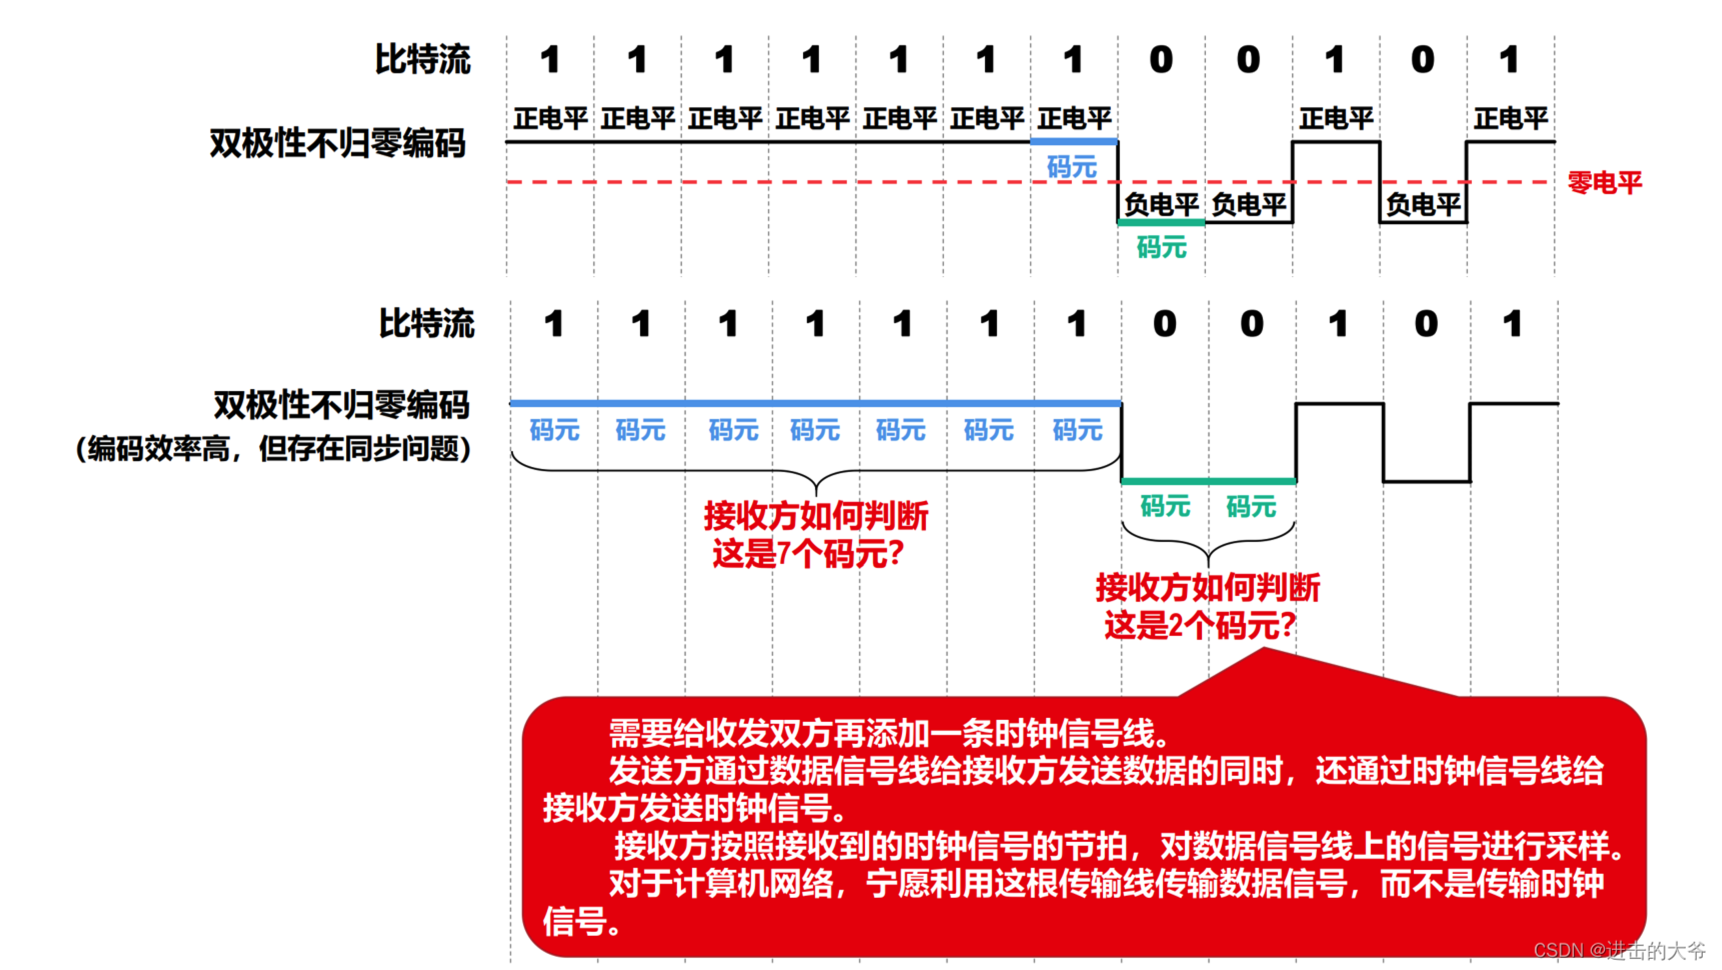 比特流 1 1 1 1 1 1 1 0 0 1 0 1
正电平 正电平 正电平 正电平 正电平 正电平 正电平 正电平 正电平
双极性不归零编码
码元
零电平
负电平 负电平 负电平
码元
比特流 1 1 1 1 1 1 1 0 0 1 0 1
双极性不归零编码
（编码效率高，但存在同步问题）
码元 码元 码元 码元 码元 码元 码元
接收方如何判断
这是7个码元？
码元 码元
接收方如何判断
这是2个码元？
需要给收发双方再添加一条时钟信号线。
发送方通过数据信号线给接收方发送数据的同时，还通过时钟信号线给
接收方发送时钟信号。
接收方按照接收到的时钟信号的节拍，对数据信号线上的信号进行采样。
对于计算机网络，宁愿利用这根传输线传输数据信号，而不是传输时钟
信号。
CSDN @进击的大爷